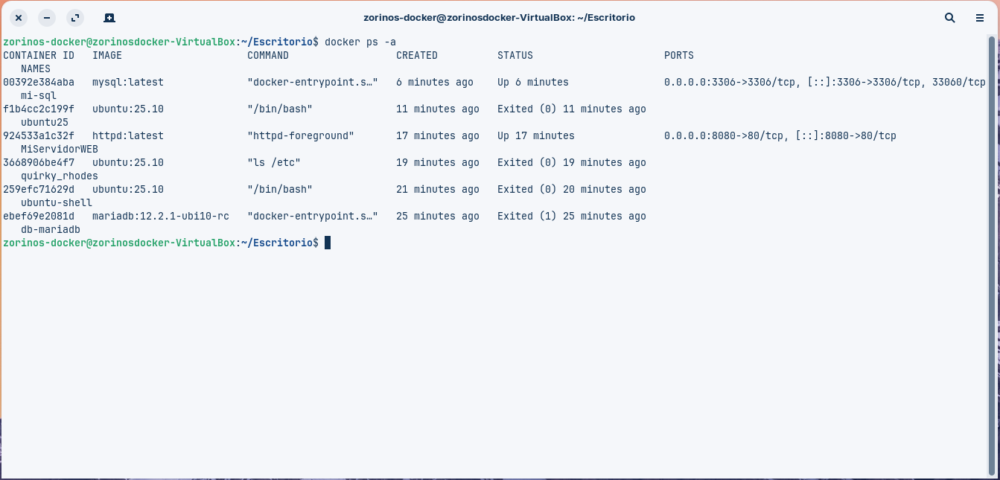 zorinos-docker@zorinosdocker-VirtualBox: ~/Escritorio
zorinos-docker@zorinosdocker-VirtualBox:~/Escritorio$ docker ps -a
CONTAINER ID   IMAGE                     COMMAND                  CREATED          STATUS                      PORTS
   NAMES
00392e384aba   mysql:latest              "docker-entrypoint.s…"   6 minutes ago    Up 6 minutes                0.0.0.0:3306->3306/tcp, [::]:3306->3306/tcp, 33060/tcp
   mi-sql
f1b4cc2c199f   ubuntu:25.10              "/bin/bash"              11 minutes ago   Exited (0) 11 minutes ago
   ubuntu25
924533a1c32f   httpd:latest              "httpd-foreground"       17 minutes ago   Up 17 minutes               0.0.0.0:8080->80/tcp, [::]:8080->80/tcp
   MiServidorWEB
3668906be4f7   ubuntu:25.10              "ls /etc"                19 minutes ago   Exited (0) 19 minutes ago
   quirky_rhodes
259efc71629d   ubuntu:25.10              "/bin/bash"              21 minutes ago   Exited (0) 20 minutes ago
   ubuntu-shell
ebef69e2081d   mariadb:12.2.1-ubi10-rc   "docker-entrypoint.s…"   25 minutes ago   Exited (1) 25 minutes ago
   db-mariadb
zorinos-docker@zorinosdocker-VirtualBox:~/Escritorio$